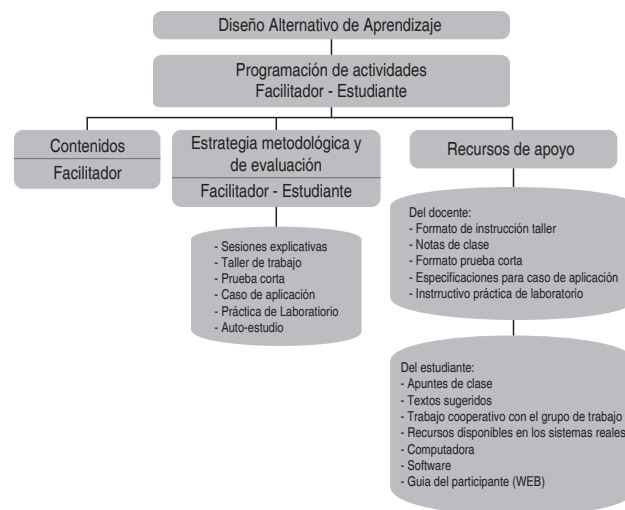 Diseño Alternativo de Aprendizaje
Programación de actividades
Facilitador - Estudiante
Contenidos
Facilitador
Estrategia metodológica y
de evaluación
Facilitador - Estudiante
- Sesiones explicativas
- Taller de trabajo
- Prueba corta
- Caso de aplicación
- Práctica de Laboratiorio
- Auto-estudio
Recursos de apoyo
Del docente:
- Formato de instrucción taller
- Notas de clase
- Formato prueba corta
- Especificaciones para caso de aplicación
- Instrructivo práctica de laboratorio
Del estudiante:
- Apuntes de clase
- Textos sugeridos
- Trabajo cooperativo con el grupo de trabajo
- Recursos disponibles en los sistemas reales
- Computadora
- Software
- Guia del participante (WEB)